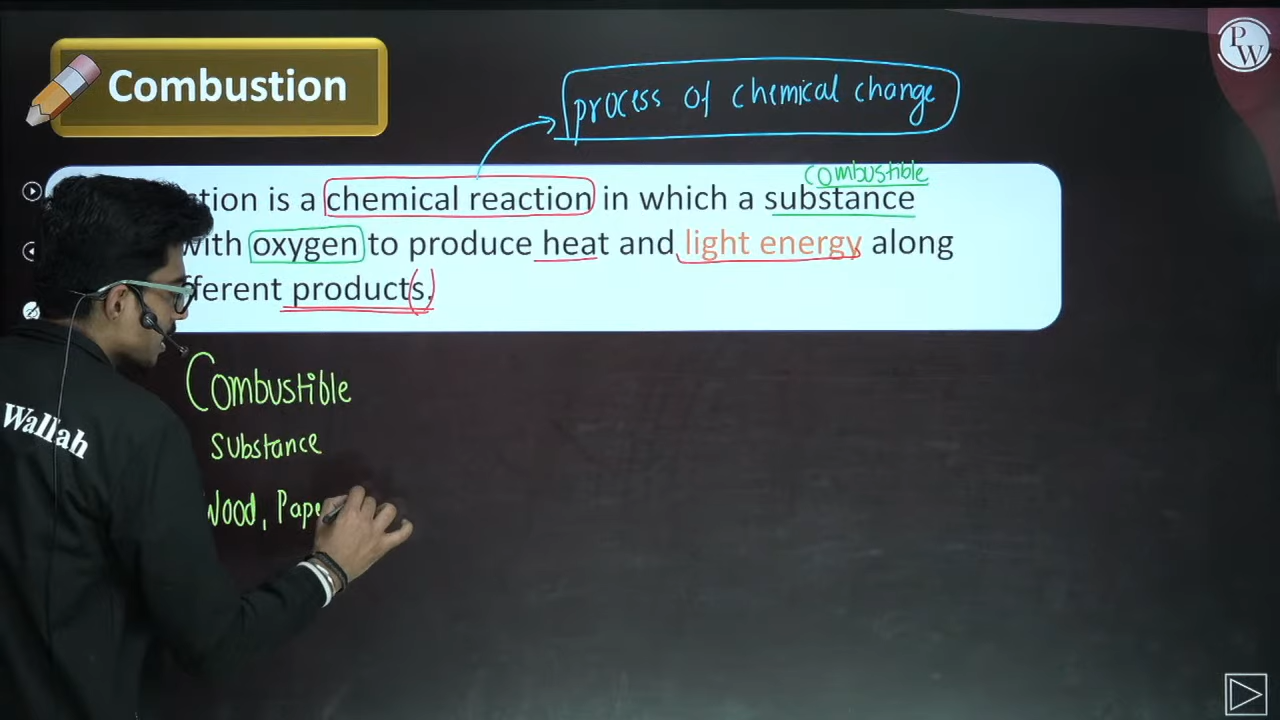 Combustion
PW
process of chemical change
combustible
tion is a chemical reaction in which a substance
with oxygen to produce heat and light energy along
fferent products.
Combustible
Substance
Wood, Pape
Wallah